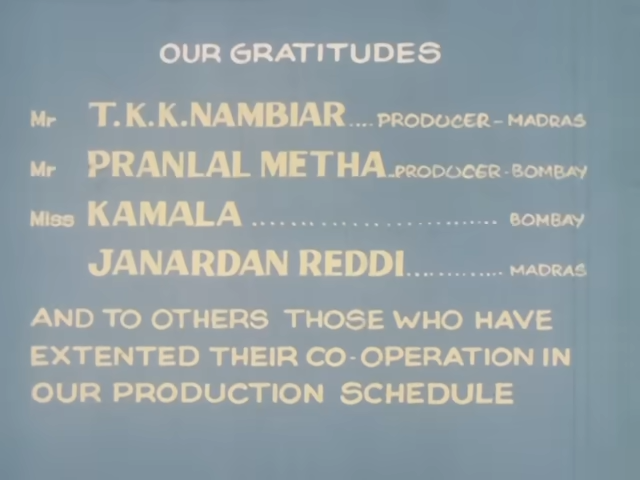 OUR GRATITUDES
Mr T.K.K.NAMBIAR.... PRODUCER - MADRAS
Mr PRANLAL METHA..PRODUCER - BOMBAY
Miss KAMALA .......................... BOMBAY
JANARDAN REDDI............ MADRAS
AND TO OTHERS THOSE WHO HAVE
EXTENTED THEIR CO-OPERATION IN
OUR PRODUCTION SCHEDULE